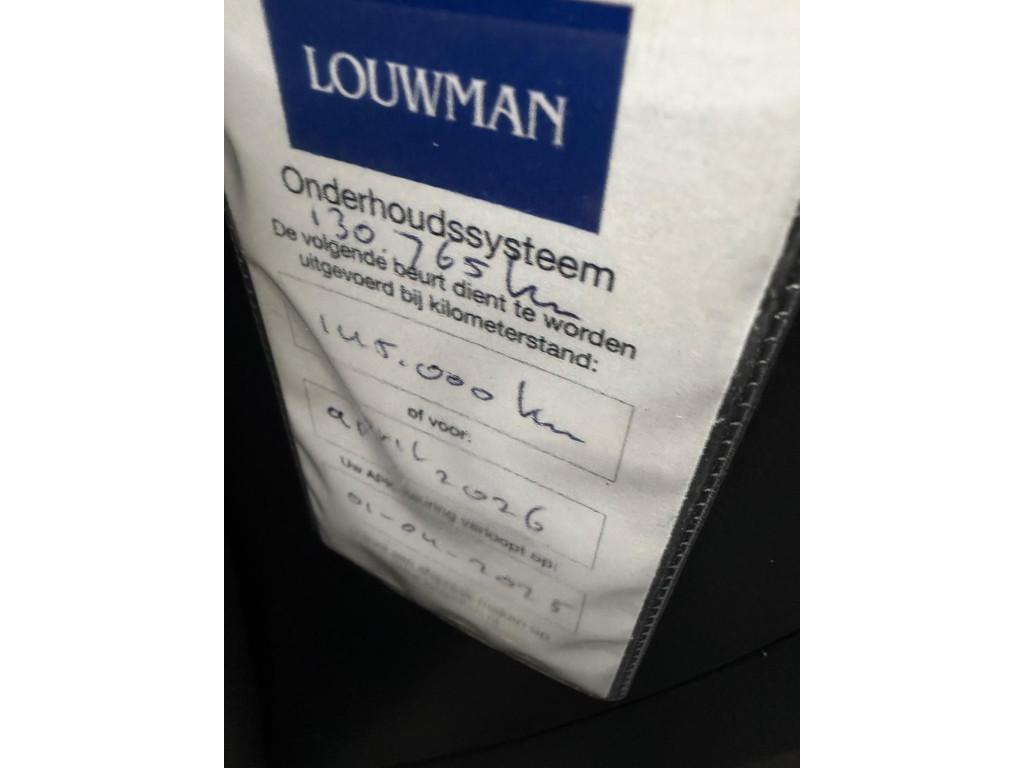 LOUWMAN
Onderhoudssysteem
130.765 km
De volgende beurt dient te worden
uitgevoerd bij kilometerstand:
145.000 km
of voor:
april 2026
Uw APK keuring verloopt op:
01-04-2025